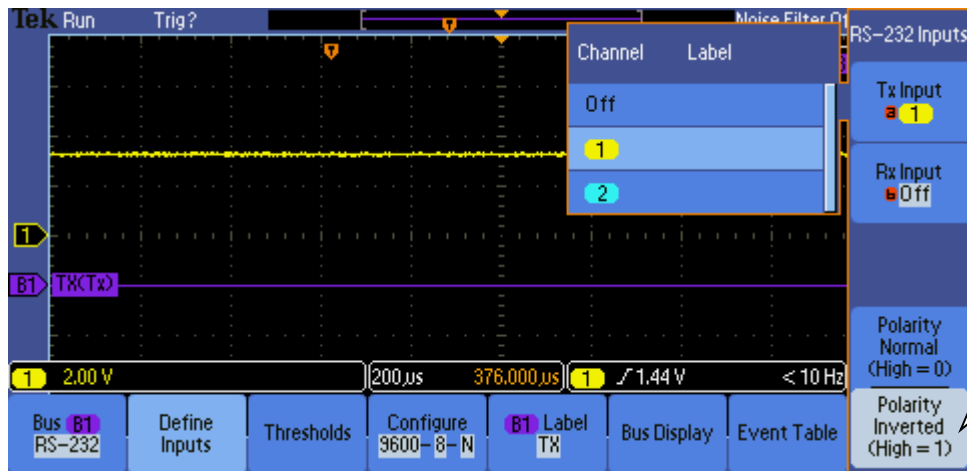 Tek Run Trig?
Noise Filter Of
RS-232 Inputs
Channel Label
Off
1
2
Tx Input
a 1
Rx Input
b Off
T
T
1
B1 TX(Tx)
Polarity
Normal
(High = 0)
1 2.00 V 200µs 376.000µs 1 1.44 V < 10 Hz
Polarity
Inverted
(High = 1)
Bus B1
RS-232
Define
Inputs
Thresholds
Configure
9600-8-N
B1 Label
TX
Bus Display
Event Table